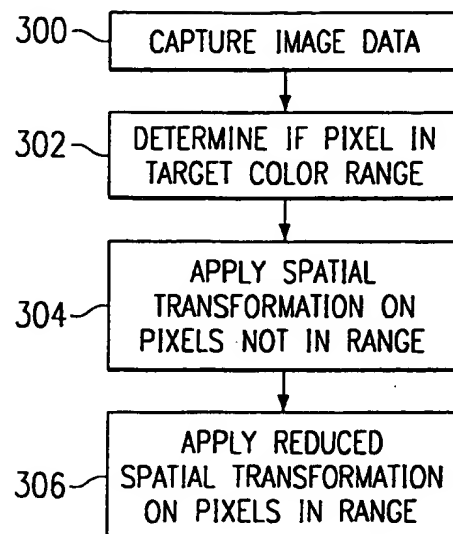 300
CAPTURE IMAGE DATA
302
DETERMINE IF PIXEL IN
TARGET COLOR RANGE
304
APPLY SPATIAL
TRANSFORMATION ON
PIXELS NOT IN RANGE
306
APPLY REDUCED
SPATIAL TRANSFORMATION
ON PIXELS IN RANGE